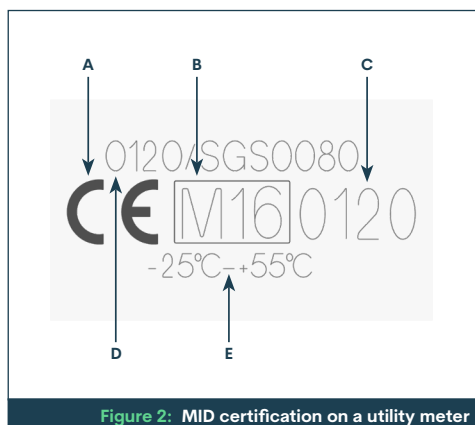 A B C
0120/SGS0080
CE M16 0120
-25°C-+55°C
D E
Figure 2: MID certification on a utility meter